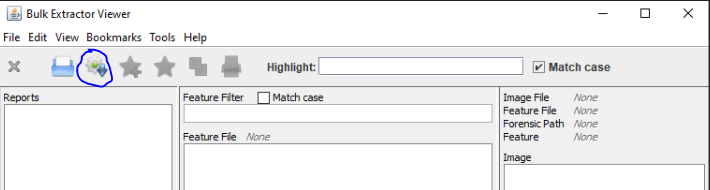 Bulk Extractor Viewer
File Edit View Bookmarks Tools Help
Highlight: Match case
Reports
Feature Filter Match case
Feature File None
Image File None
Feature File None
Forensic Path None
Feature None
Image